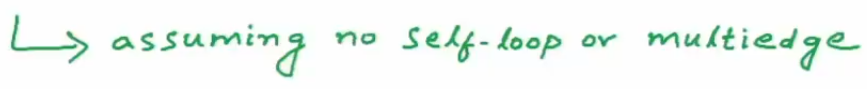 ↳ assuming no self-loop or multiedge